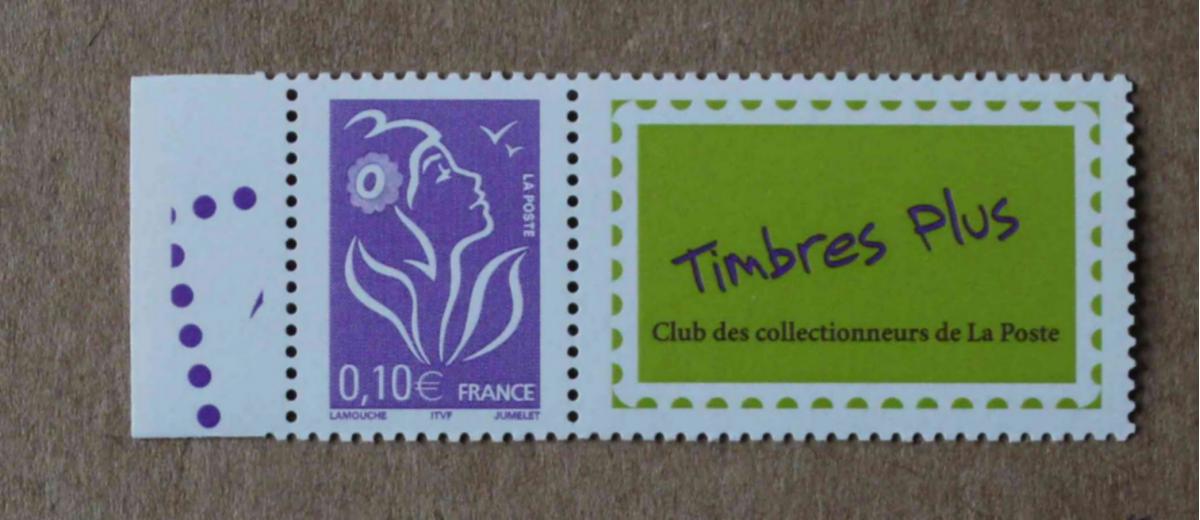 LA POSTE
0,10€ FRANCE
LAMOUCHE ITVF JUMELET
Timbres Plus
Club des collectionneurs de La Poste